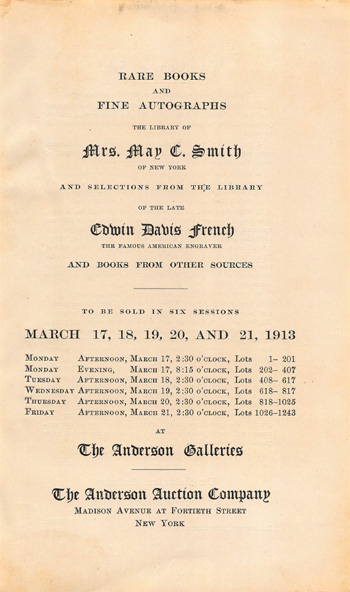 RARE BOOKS
AND
FINE AUTOGRAPHS
THE LIBRARY OF
Mrs. May C. Smith
OF NEW YORK
AND SELECTIONS FROM THE LIBRARY
OF THE LATE
Edwin Davis French
THE FAMOUS AMERICAN ENGRAVER
AND BOOKS FROM OTHER SOURCES
TO BE SOLD IN SIX SESSIONS
MARCH 17, 18, 19, 20, AND 21, 1913
Monday Afternoon, March 17, 2:30 o'clock, Lots 1– 201
Monday Evening, March 17, 8:15 o'clock, Lots 202– 407
Tuesday Afternoon, March 18, 2:30 o'clock, Lots 408– 617
Wednesday Afternoon, March 19, 2:30 o'clock, Lots 618– 817
Thursday Afternoon, March 20, 2:30 o'clock, Lots 818–1025
Friday Afternoon, March 21, 2:30 o'clock, Lots 1026–1243
AT
The Anderson Galleries
The Anderson Auction Company
Madison Avenue at Fortieth Street
New York